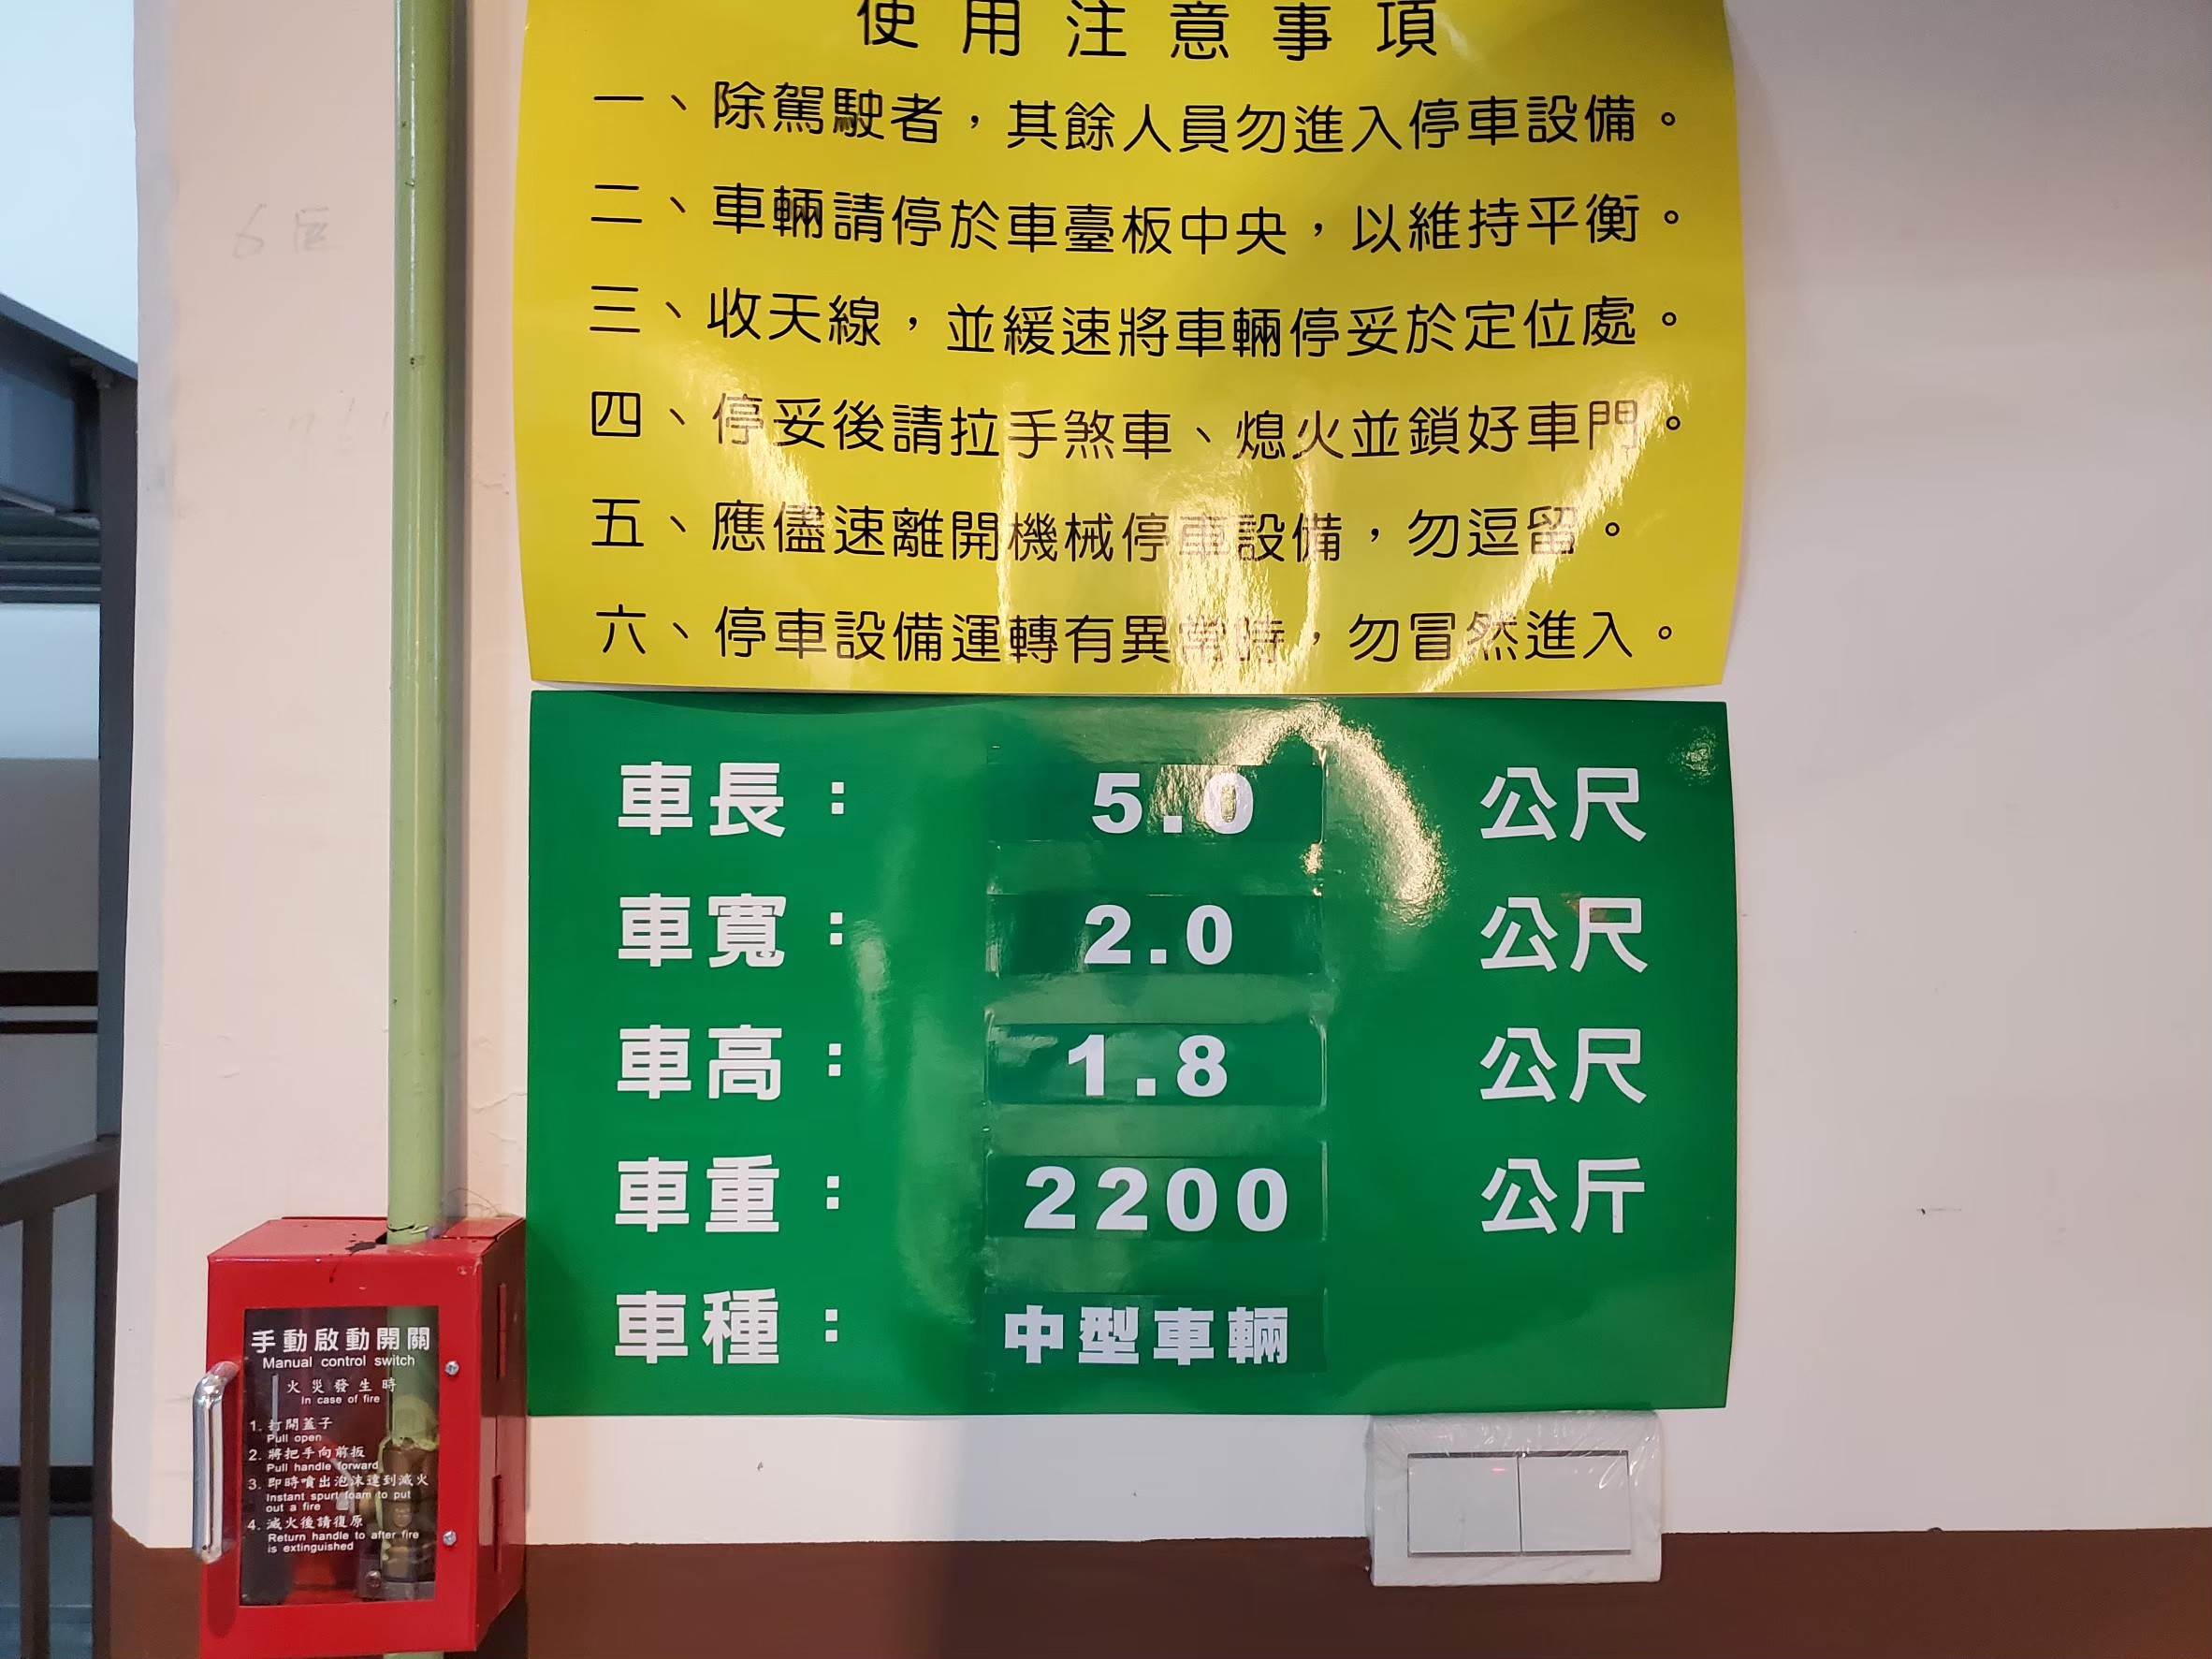 使用注意事項
一、除駕駛者，其餘人員勿進入停車設備。
二、車輛請停於車臺板中央，以維持平衡。
三、收天線，並緩速將車輛停妥於定位處。
四、停妥後請拉手煞車、熄火並鎖好車門。
五、應儘速離開機械停車設備，勿逗留。
六、停車設備運轉有異常時，勿冒然進入。
車長： 5.0 公尺
車寬： 2.0 公尺
車高： 1.8 公尺
車重： 2200 公斤
車種： 中型車輛
手動啟動開關
Manual control switch
火災發生時
In case of fire
1. 打開蓋子
Pull open
2. 將把手向前扳
Pull handle forward
3. 即時噴出泡沫達到滅火
Instant spurt foam to put
out a fire
4. 滅火後請復原
Return handle to after fire
is extinguished